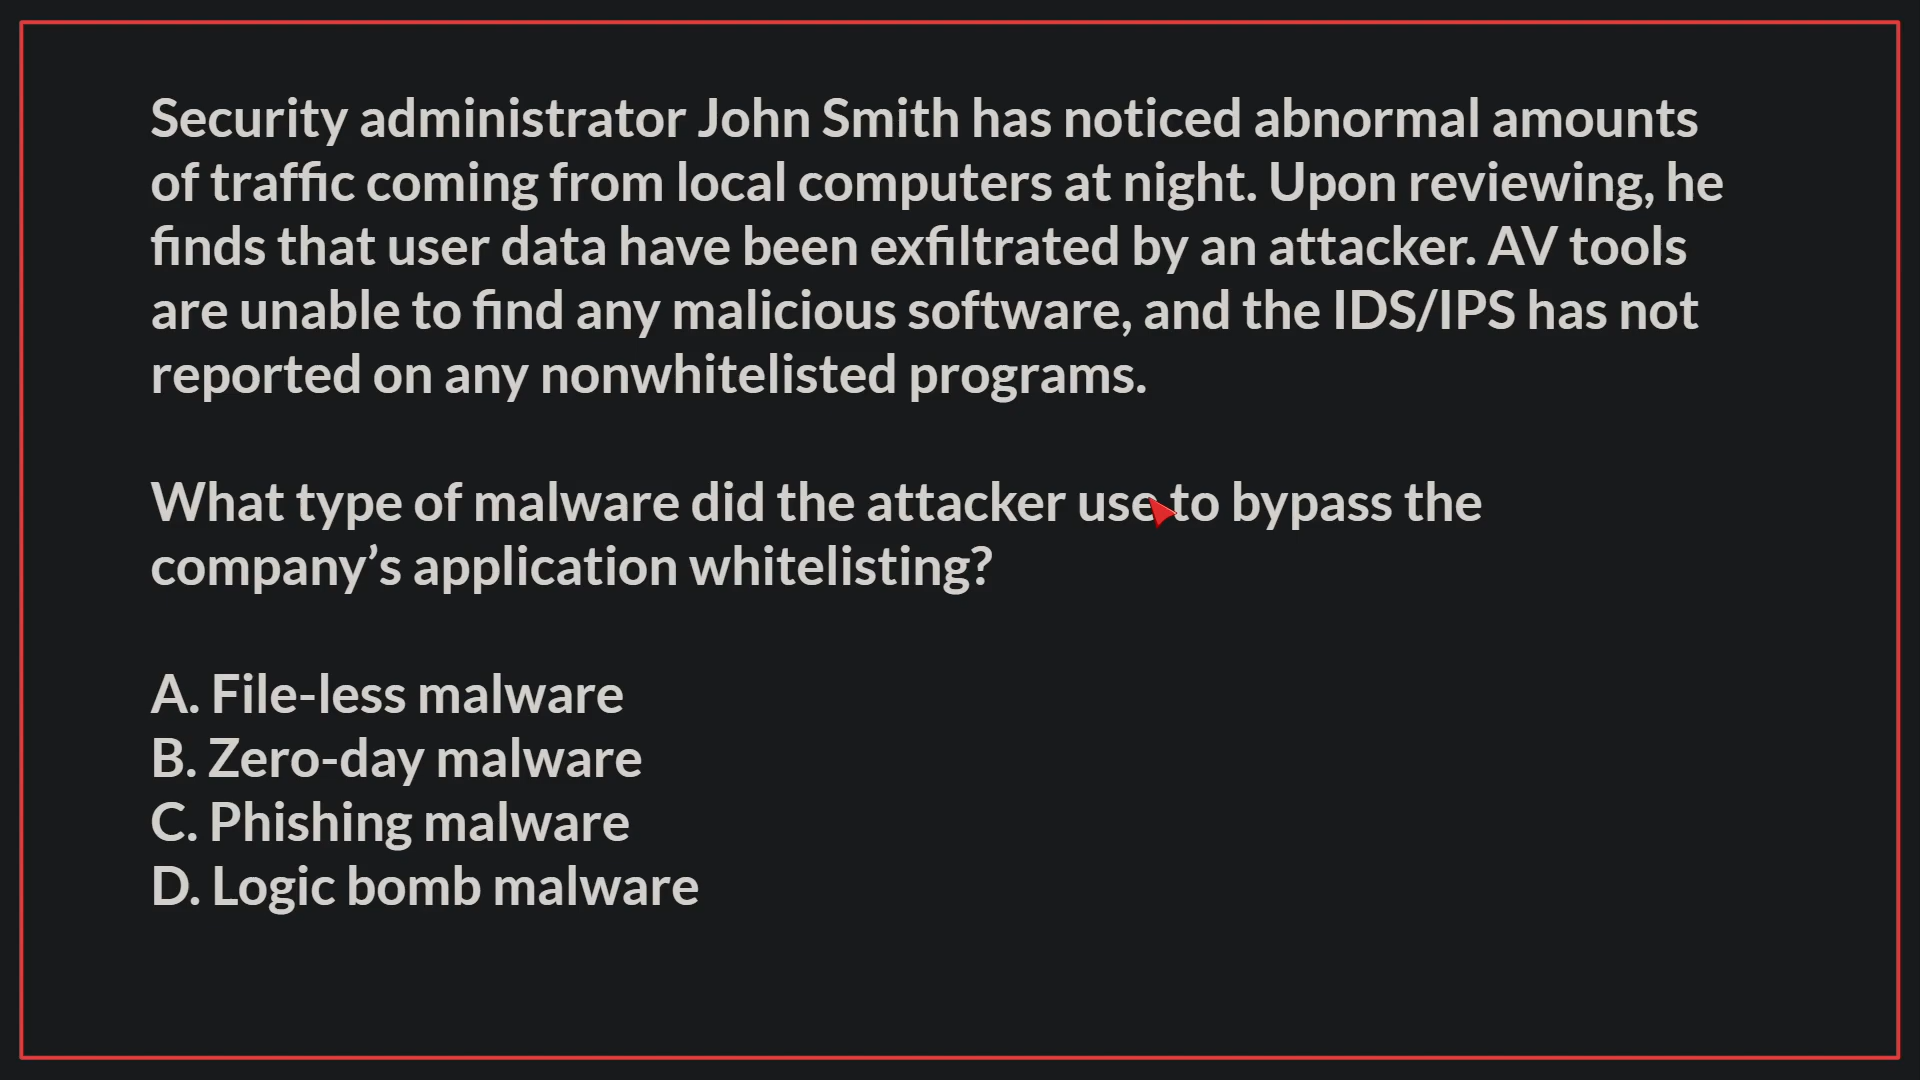 Security administrator John Smith has noticed abnormal amounts
of traffic coming from local computers at night. Upon reviewing, he
finds that user data have been exfiltrated by an attacker. AV tools
are unable to find any malicious software, and the IDS/IPS has not
reported on any nonwhitelisted programs.
What type of malware did the attacker use to bypass the
company’s application whitelisting?
A. File-less malware
B. Zero-day malware
C. Phishing malware
D. Logic bomb malware